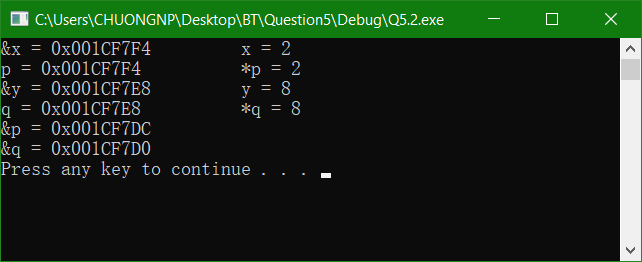 C:\Users\CHUONGNP\Desktop\BT\Question5\Debug\Q5.2.exe
&x = 0x001CF7F4 x = 2
p = 0x001CF7F4 *p = 2
&y = 0x001CF7E8 y = 8
q = 0x001CF7E8 *q = 8
&p = 0x001CF7DC
&q = 0x001CF7D0
Press any key to continue . . .